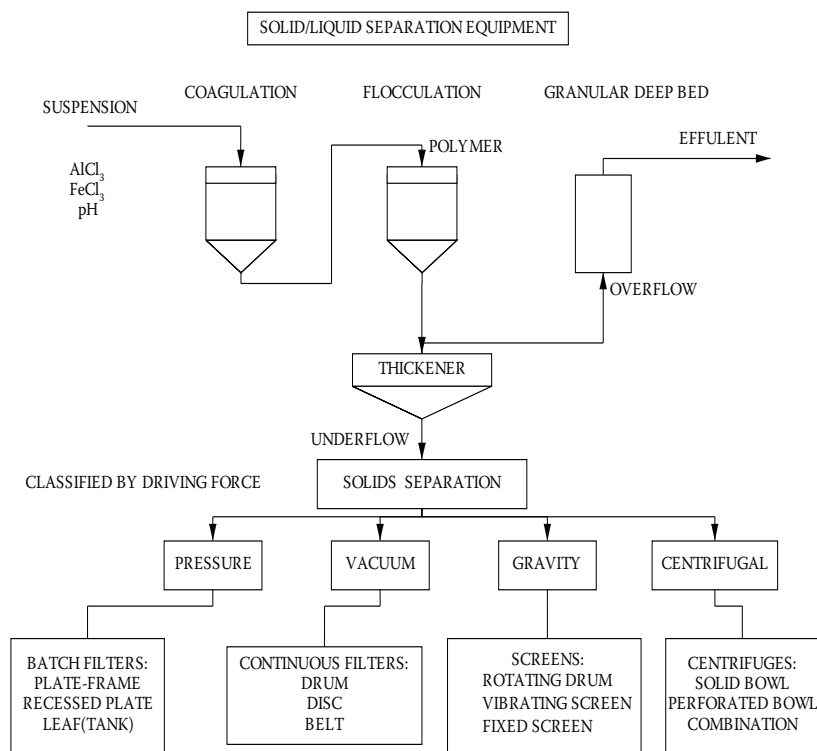 SOLID/LIQUID SEPARATION EQUIPMENT
COAGULATION
FLOCCULATION
GRANULAR DEEP BED
SUSPENSION
EFFULENT
POLYMER
AlCl₃
FeCl₃
pH
OVERFLOW
THICKENER
UNDERFLOW
CLASSIFIED BY DRIVING FORCE
SOLIDS SEPARATION
PRESSURE
VACUUM
GRAVITY
CENTRIFUGAL
BATCH FILTERS:
PLATE-FRAME
RECESSED PLATE
LEAF(TANK)
CONTINUOUS FILTERS:
DRUM
DISC
BELT
SCREENS:
ROTATING DRUM
VIBRATING SCREEN
FIXED SCREEN
CENTRIFUGES:
SOLID BOWL
PERFORATED BOWL
COMBINATION